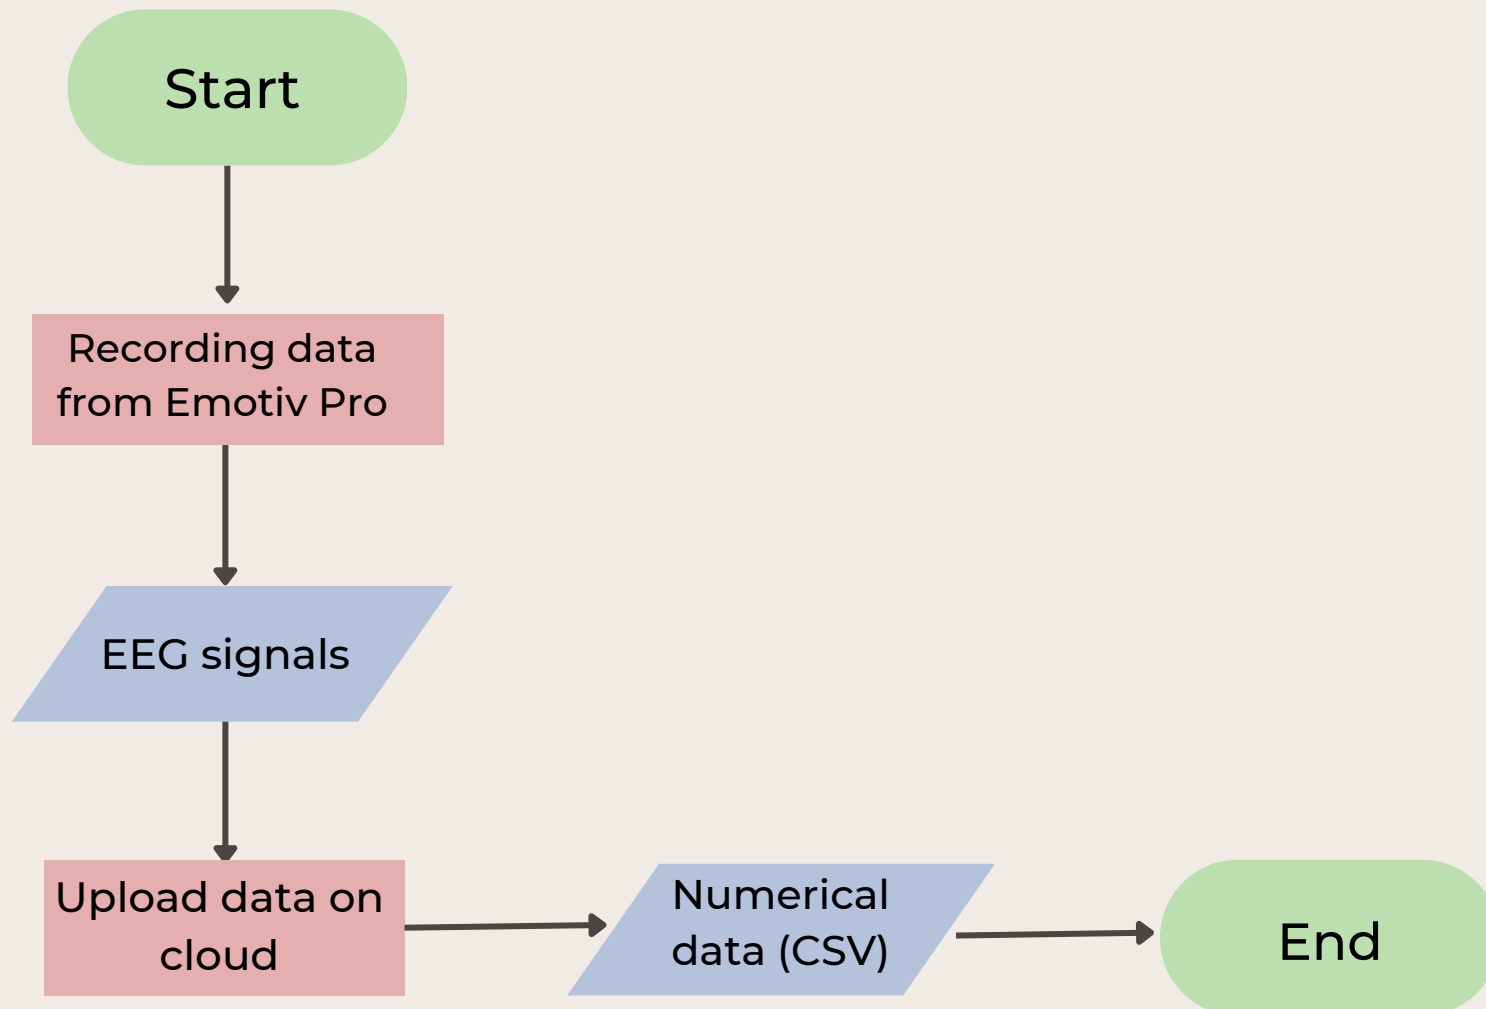 Start
Recording data
from Emotiv Pro
EEG signals
Upload data on
cloud
Numerical
data (CSV)
End